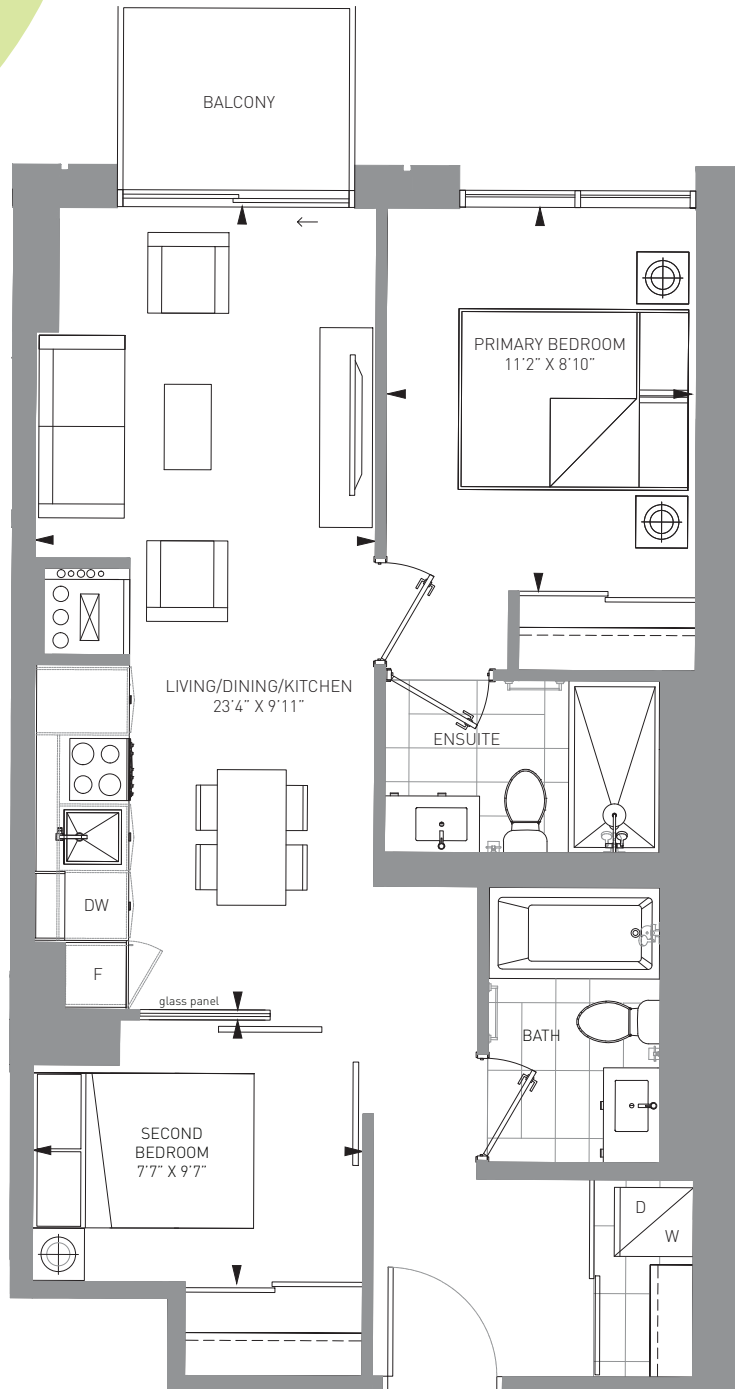 BALCONY
PRIMARY BEDROOM
11'2" X 8'10"
LIVING/DINING/KITCHEN
23'4" X 9'11"
ENSUITE
DW
F
glass panel
BATH
SECOND
BEDROOM
7'7" X 9'7"
D
W